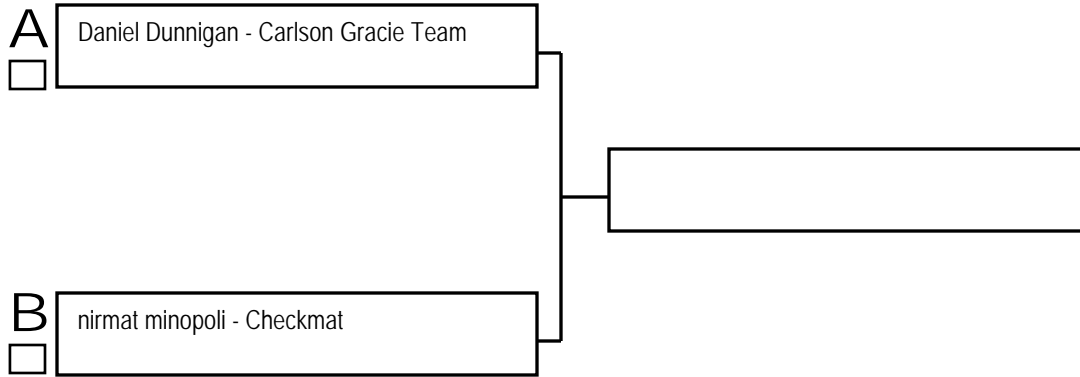 A
Daniel Dunnigan - Carlson Gracie Team
B
nirmat minopoli - Checkmat